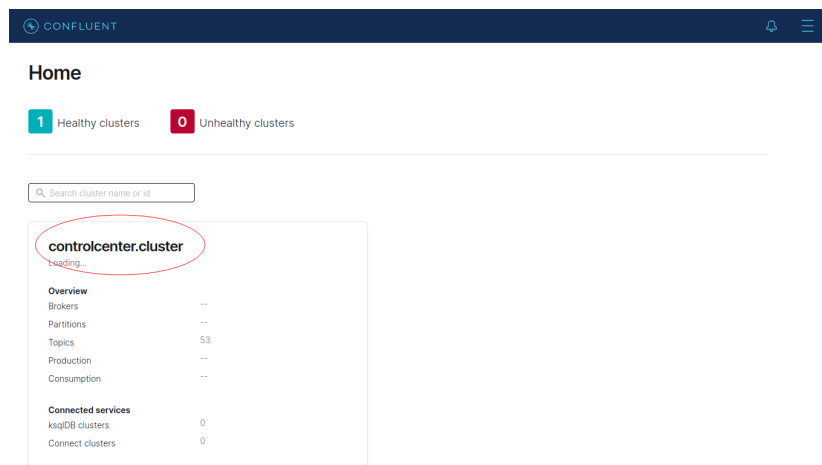 CONFLUENT
Home
1 Healthy clusters 0 Unhealthy clusters
Search cluster name or id
controlcenter.cluster
Loading...
Overview
Brokers --
Partitions --
Topics 53
Production --
Consumption --
Connected services
ksqlDB clusters 0
Connect clusters 0